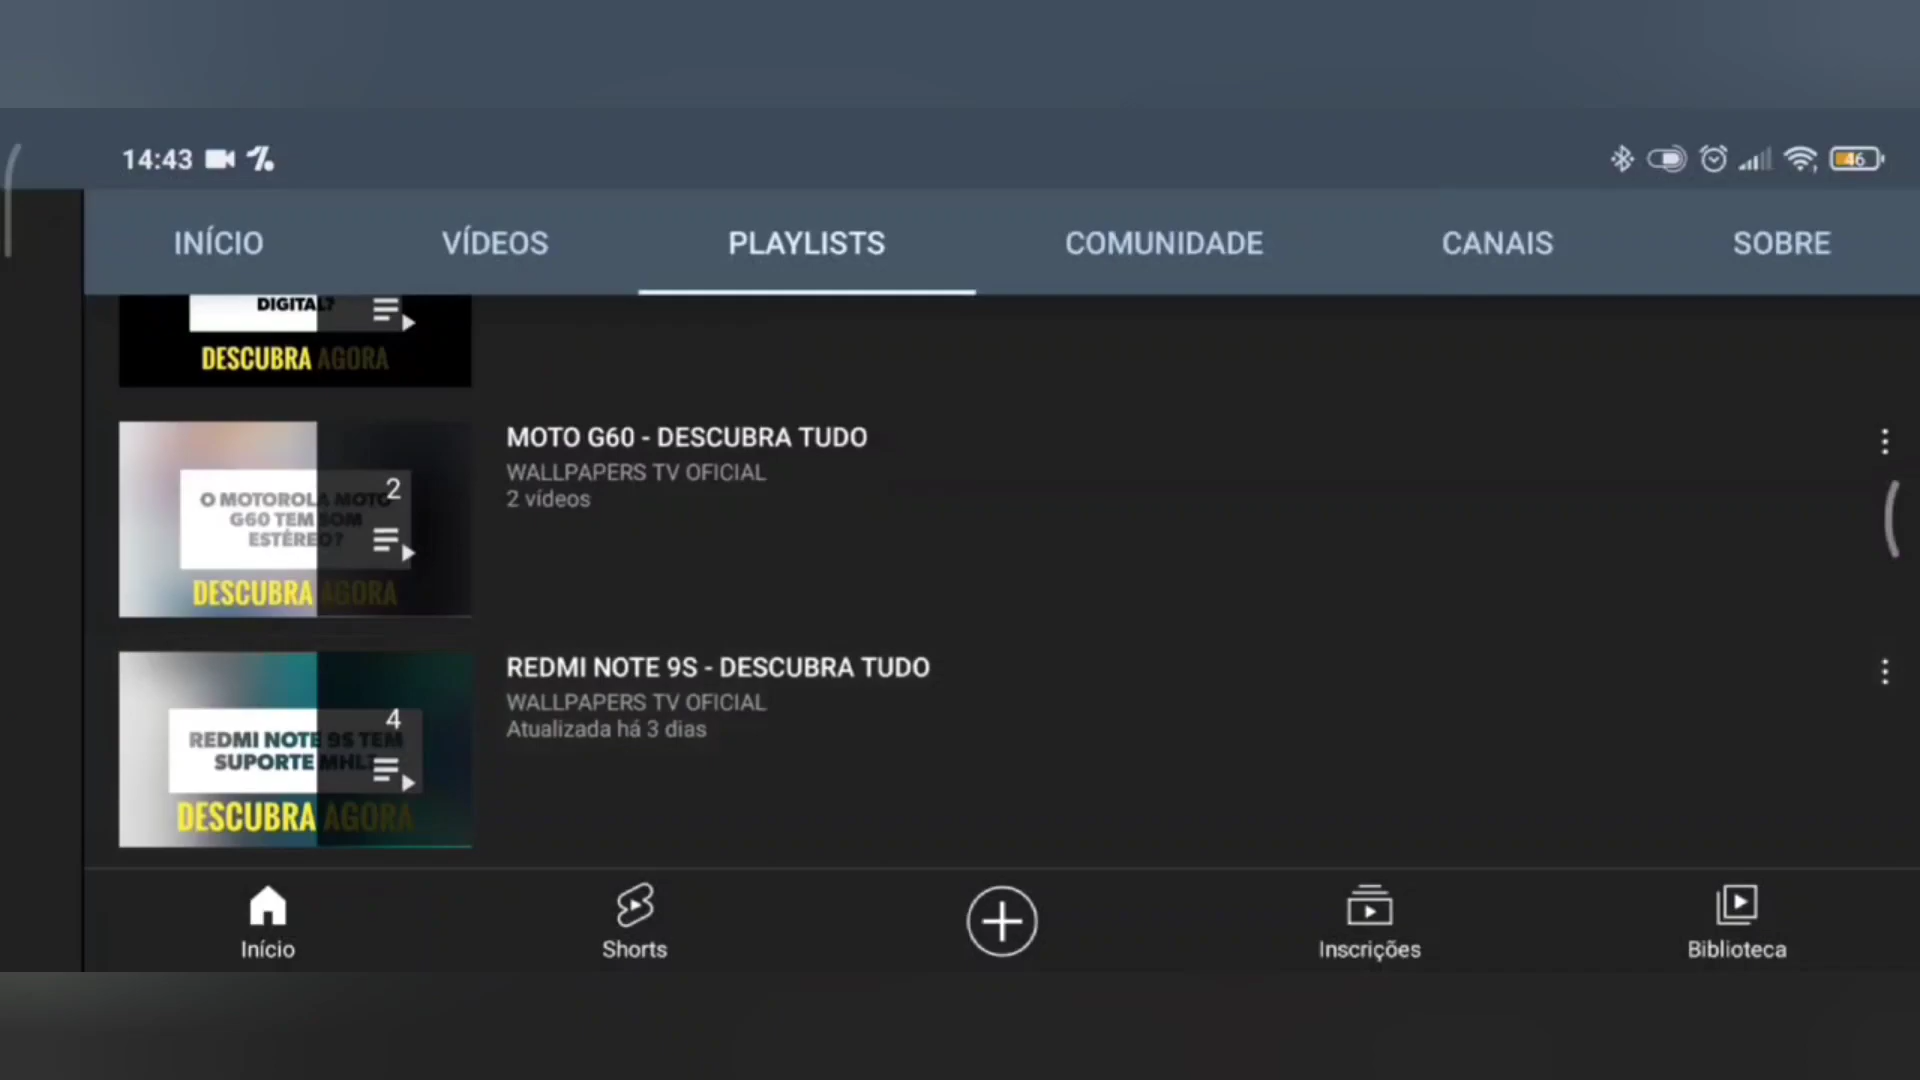 14:43
46
INÍCIO VÍDEOS PLAYLISTS COMUNIDADE CANAIS SOBRE
DIGITAL?
DESCUBRA AGORA
MOTO G60 - DESCUBRA TUDO
WALLPAPERS TV OFICIAL
2 vídeos
2
O MOTOROLA MOTO
G60 TEM SOM
ESTÉREO?
DESCUBRA AGORA
REDMI NOTE 9S - DESCUBRA TUDO
WALLPAPERS TV OFICIAL
Atualizada há 3 dias
4
REDMI NOTE 9S TEM
SUPORTE MHL?
DESCUBRA AGORA
Início Shorts Inscrições Biblioteca